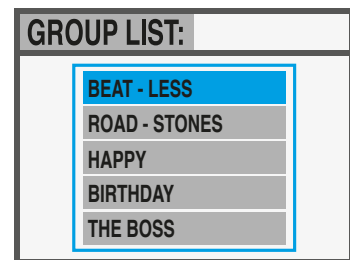 GROUP LIST:
BEAT - LESS
ROAD - STONES
HAPPY
BIRTHDAY
THE BOSS